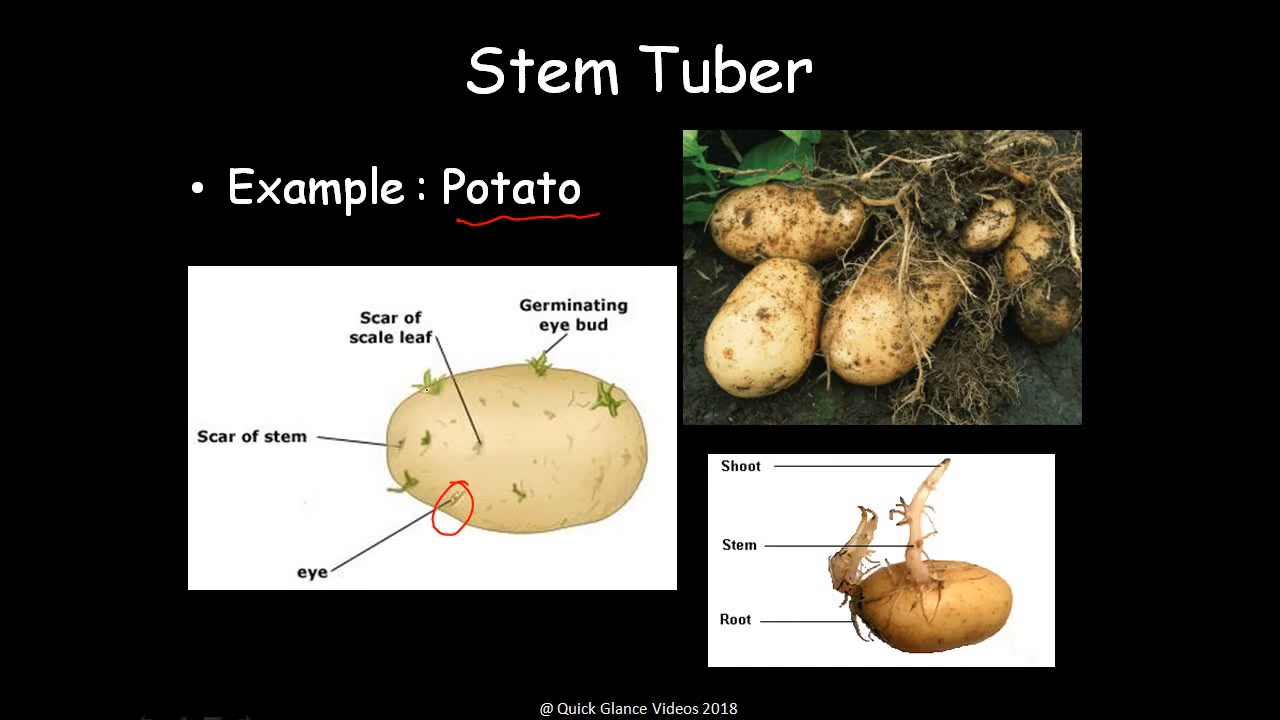 Stem Tuber
• Example : Potato
Scar of
scale leaf
Germinating
eye bud
Scar of stem
eye
Shoot
Stem
Root
@ Quick Glance Videos 2018